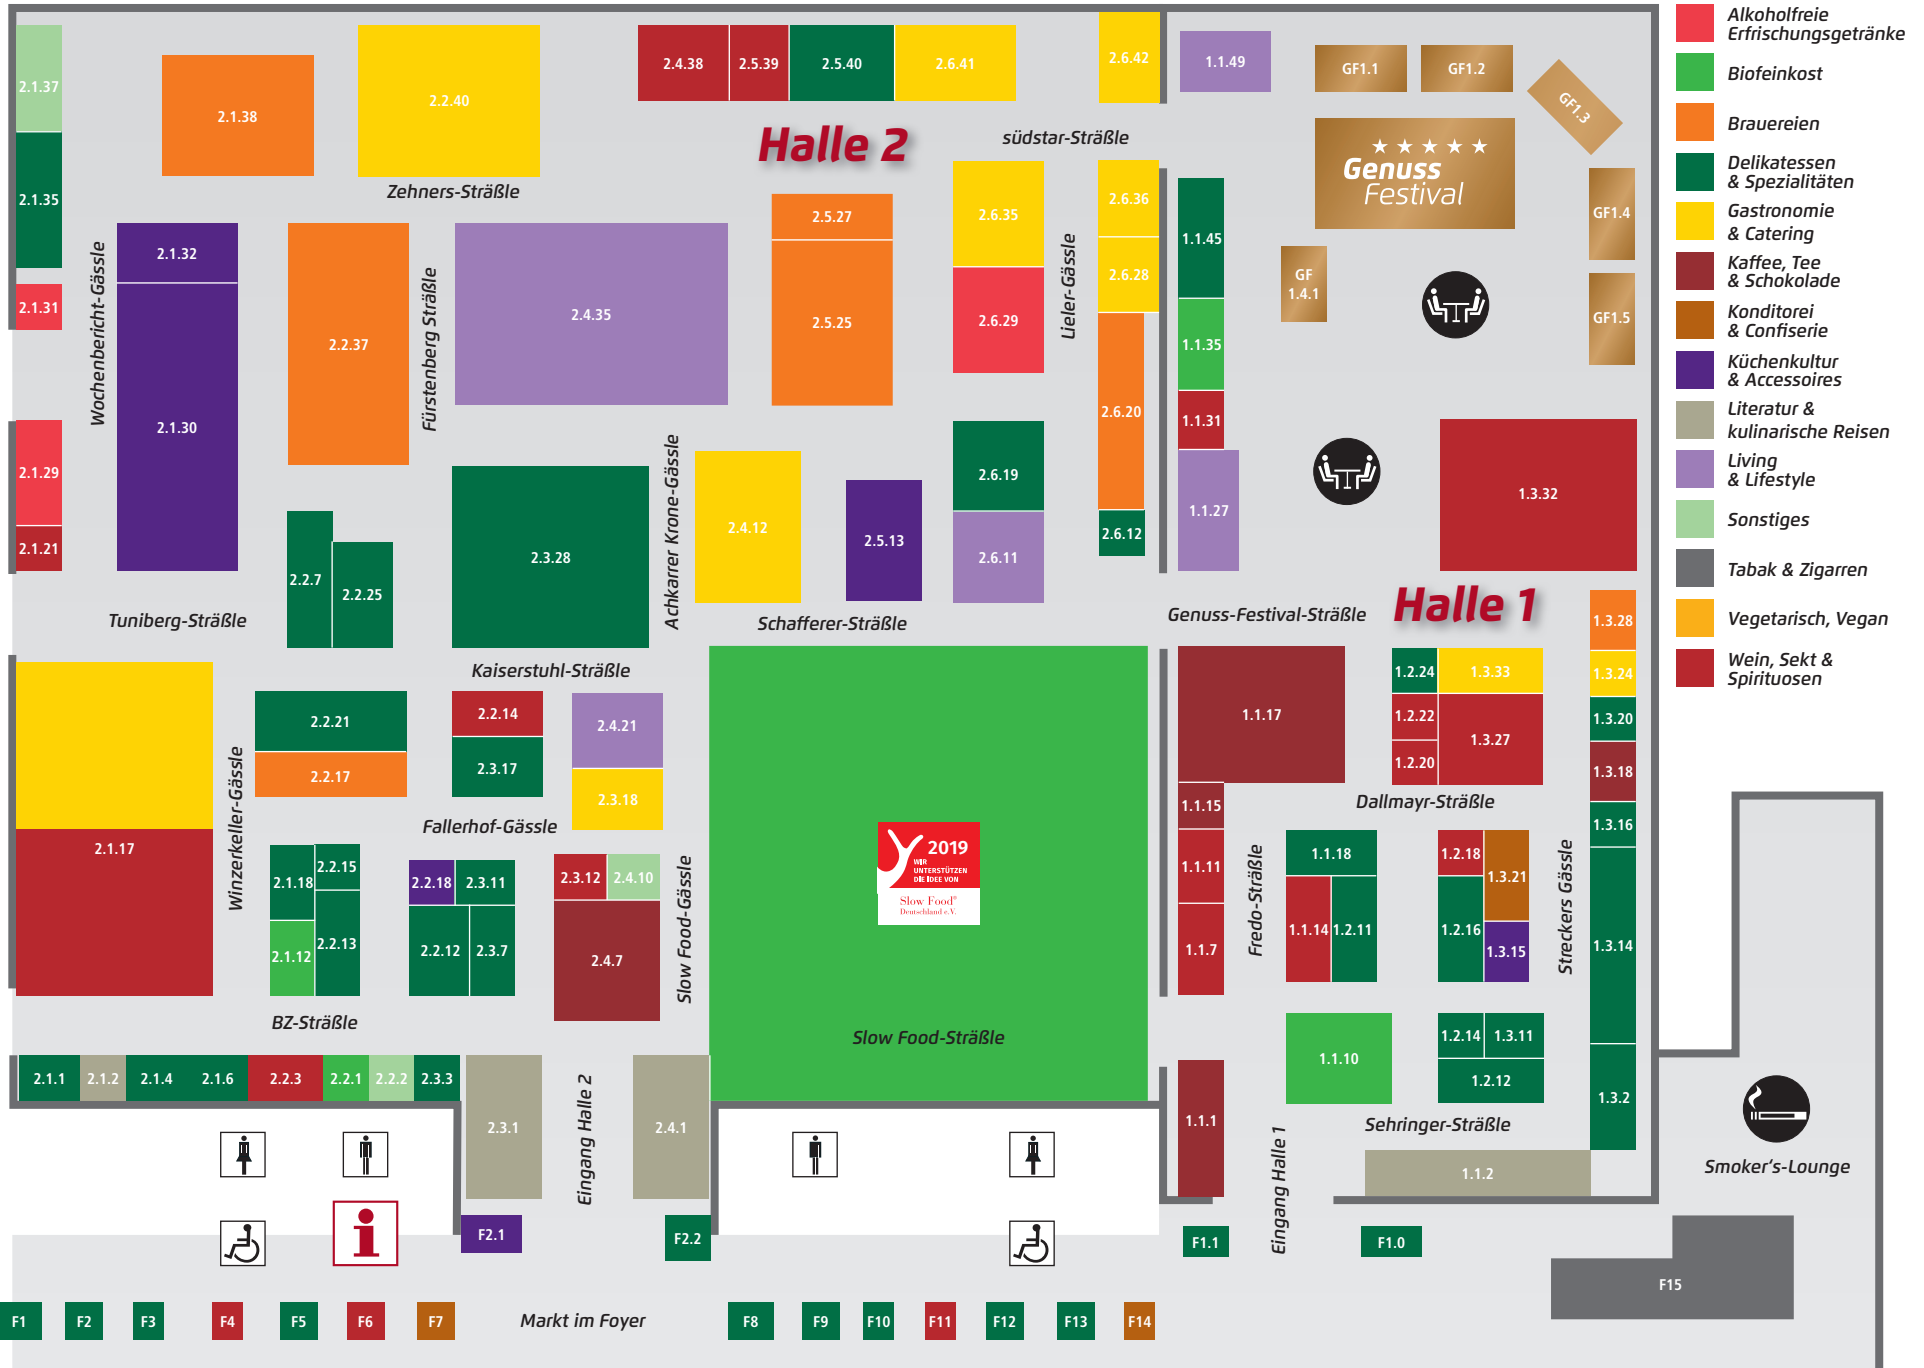 2.1.37
2.1.38
2.2.40
2.4.38
2.5.39
2.5.40
2.6.41
2.6.42
1.1.49
GF1.1
GF1.2
GF1.3
Halle 2
südstar-Sträßle
Genuss
Festival
Zehners-Sträßle
2.1.35
2.1.32
2.1.31
Wochenbericht-Gässle
2.1.30
2.2.37
Fürstenberg Sträßle
2.4.35
2.5.27
2.5.25
2.6.35
2.6.29
Lieler-Gässle
2.6.36
2.6.28
2.6.20
1.1.45
1.1.35
1.1.31
1.1.27
GF
1.4.1
GF1.4
GF1.5
2.1.29
2.1.21
2.2.7
2.2.25
2.3.28
Achkarrer Krone-Gässle
2.4.12
2.5.13
2.6.19
2.6.11
2.6.12
1.3.32
Tuniberg-Sträßle
Schafferer-Sträßle
Genuss-Festival-Sträßle
Halle 1
1.3.28
Kaiserstuhl-Sträßle
2.1.17
Winzerkeller-Gässle
2.2.21
2.2.17
2.2.14
2.3.17
2.4.21
2.3.18
Fallerhof-Gässle
1.1.17
1.1.15
1.1.11
1.1.7
1.2.24
1.3.33
1.2.22
1.2.20
1.3.27
1.3.24
1.3.20
1.3.18
1.3.16
1.3.14
1.3.2
Dallmayr-Sträßle
2.1.18
2.2.15
2.1.12
2.2.13
2.2.18
2.3.11
2.2.12
2.3.7
2.3.12
2.4.10
2.4.7
Slow Food-Gässle
2019
WIR
UNTERSTÜTZEN
DIE IDEE VON
Slow Food®
Deutschland e.V.
Fredo-Sträßle
1.1.18
1.1.14
1.2.11
1.2.18
1.3.21
1.2.16
1.3.15
Streckers Gässle
BZ-Sträßle
Slow Food-Sträßle
1.1.10
1.2.14
1.3.11
1.2.12
Sehringer-Sträßle
2.1.1
2.1.2
2.1.4
2.1.6
2.2.3
2.2.1
2.2.2
2.3.3
2.3.1
Eingang Halle 2
2.4.1
1.1.1
Eingang Halle 1
1.1.2
Smoker's-Lounge
F2.1
F2.2
F1.1
F1.0
F15
F1
F2
F3
F4
F5
F6
F7
Markt im Foyer
F8
F9
F10
F11
F12
F13
F14
Alkoholfreie
Erfrischungsgetränke
Biofeinkost
Brauereien
Delikatessen
& Spezialitäten
Gastronomie
& Catering
Kaffee, Tee
& Schokolade
Konditorei
& Confiserie
Küchenkultur
& Accessoires
Literatur &
kulinarische Reisen
Living
& Lifestyle
Sonstiges
Tabak & Zigarren
Vegetarisch, Vegan
Wein, Sekt &
Spirituosen